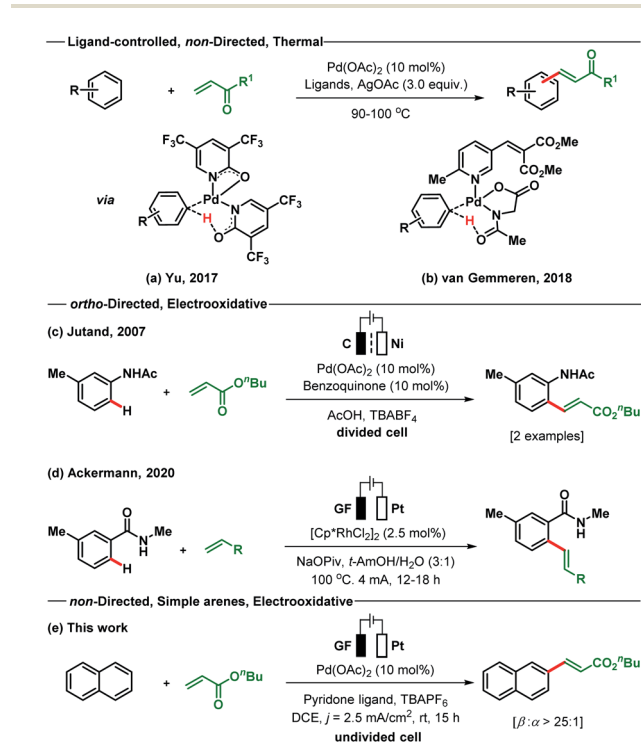 Ligand-controlled, non-Directed, Thermal
R
+
R¹
O
Pd(OAc)₂ (10 mol%)
Ligands, AgOAc (3.0 equiv.)
90-100 °C
R
O
R¹
via
F₃C
CF₃
N
O
Pd
H
N
R
O
CF₃
CF₃
CO₂Me
CO₂Me
Me
N
O
O
Pd
H
N
R
O
Me
(a) Yu, 2017
(b) van Gemmeren, 2018
ortho-Directed, Electrooxidative
(c) Jutand, 2007
C
Ni
Me
NHAc
H
+
OⁿBu
O
Pd(OAc)₂ (10 mol%)
Benzoquinone (10 mol%)
AcOH, TBABF₄
divided cell
Me
NHAc
CO₂ⁿBu
[2 examples]
(d) Ackermann, 2020
GF
Pt
O
Me
N
Me
H
H
+
R
[Cp*RhCl₂]₂ (2.5 mol%)
NaOPiv, t-AmOH/H₂O (3:1)
100 °C. 4 mA, 12-18 h
O
Me
N
Me
H
R
non-Directed, Simple arenes, Electrooxidative
(e) This work
GF
Pt
+
OⁿBu
O
Pd(OAc)₂ (10 mol%)
Pyridone ligand, TBAPF₆
DCE, j = 2.5 mA/cm², rt, 15 h
undivided cell
CO₂ⁿBu
[β:α > 25:1]